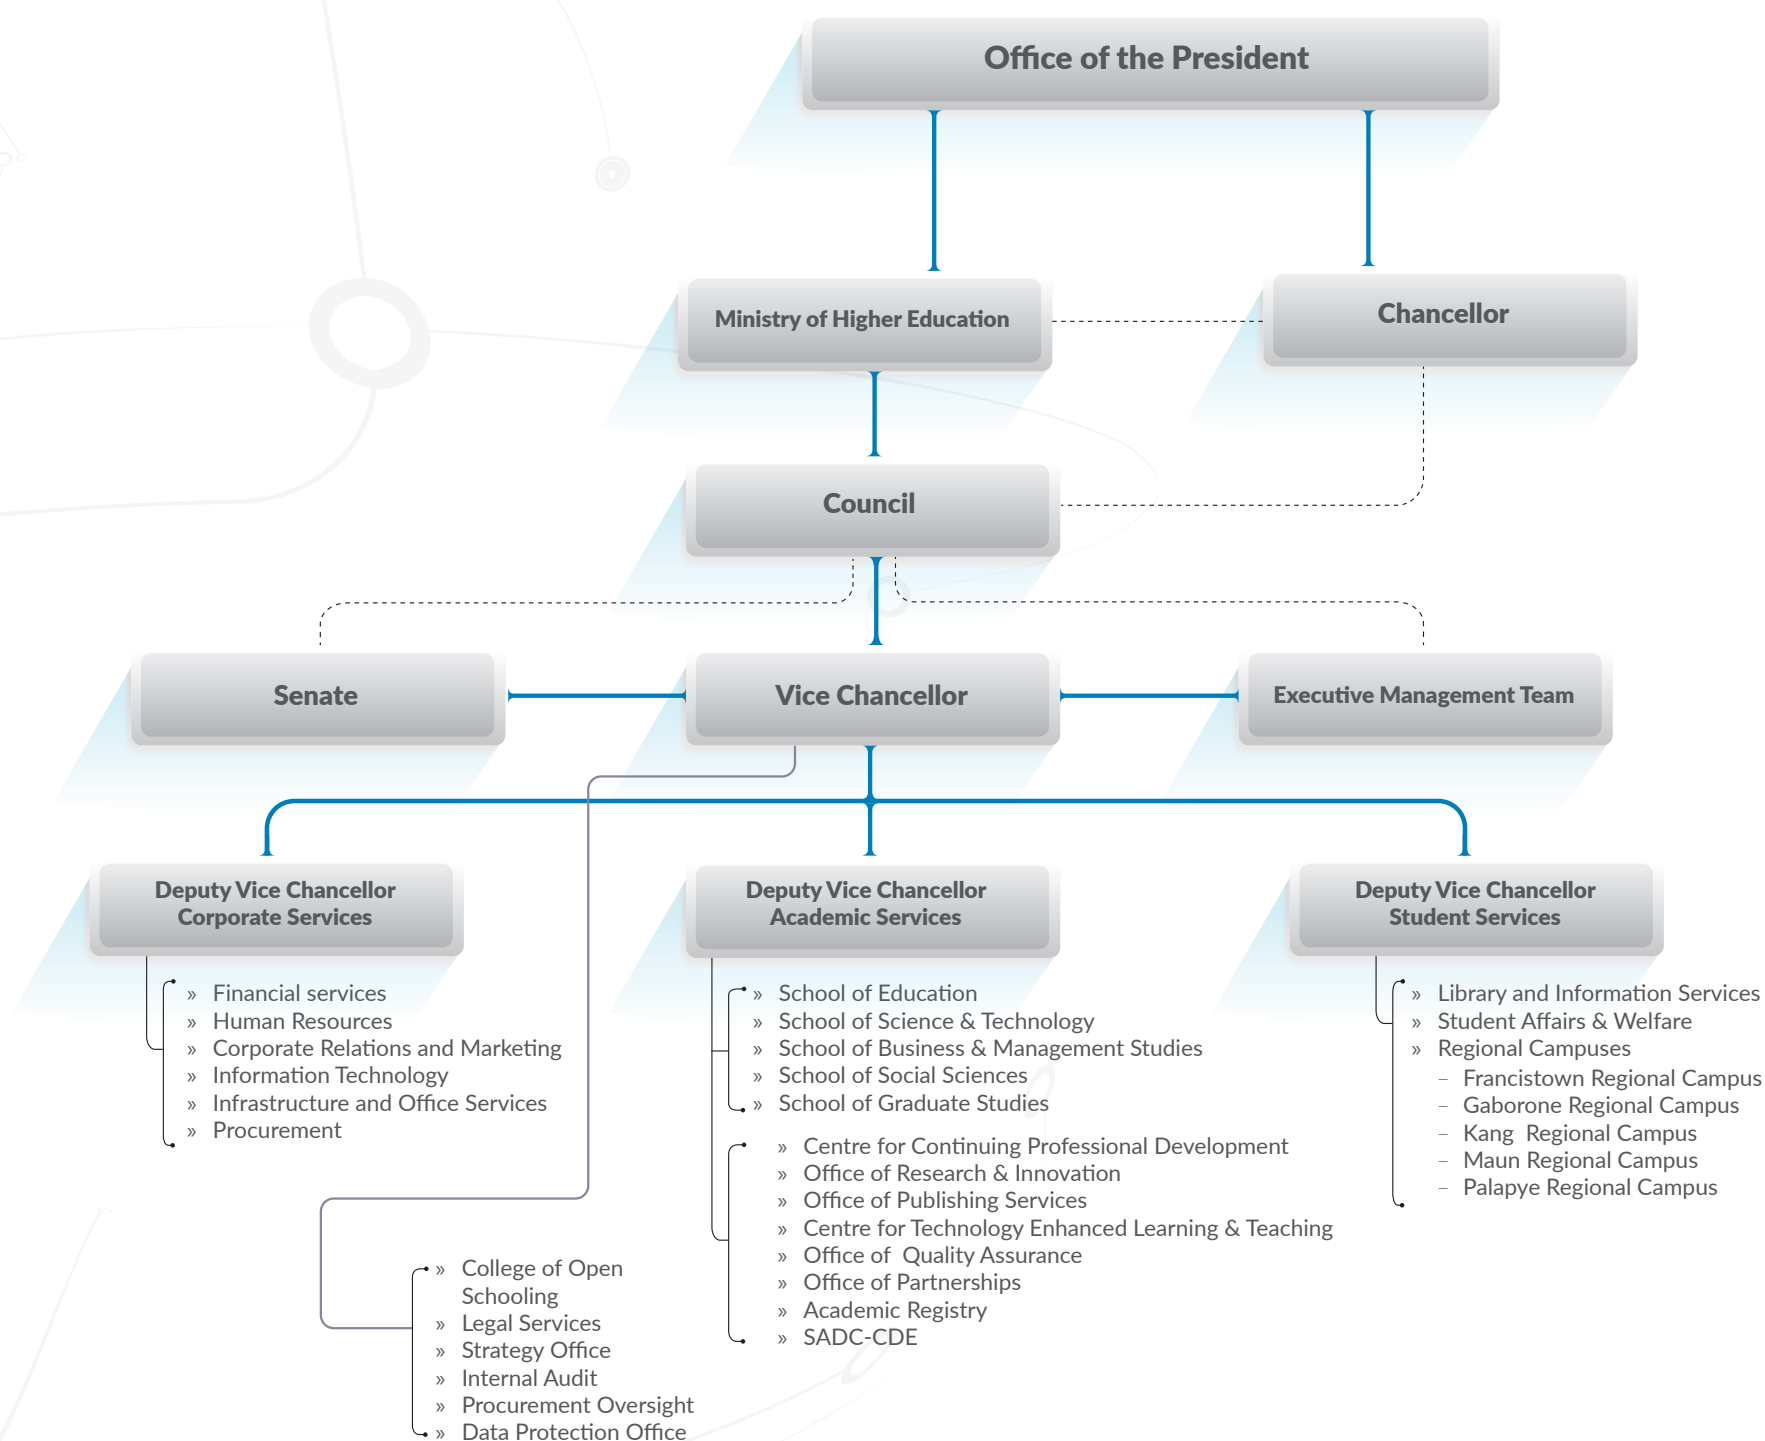 Office of the President
Ministry of Higher Education
Chancellor
Council
Senate
Vice Chancellor
Executive Management Team
Deputy Vice Chancellor
Corporate Services
» Financial services
» Human Resources
» Corporate Relations and Marketing
» Information Technology
» Infrastructure and Office Services
» Procurement
Deputy Vice Chancellor
Academic Services
» School of Education
» School of Science & Technology
» School of Business & Management Studies
» School of Social Sciences
» School of Graduate Studies
» Centre for Continuing Professional Development
» Office of Research & Innovation
» Office of Publishing Services
» Centre for Technology Enhanced Learning & Teaching
» Office of Quality Assurance
» Office of Partnerships
» Academic Registry
» SADC-CDE
Deputy Vice Chancellor
Student Services
» Library and Information Services
» Student Affairs & Welfare
» Regional Campuses
– Francistown Regional Campus
– Gaborone Regional Campus
– Kang Regional Campus
– Maun Regional Campus
– Palapye Regional Campus
» College of Open
Schooling
» Legal Services
» Strategy Office
» Internal Audit
» Procurement Oversight
» Data Protection Office